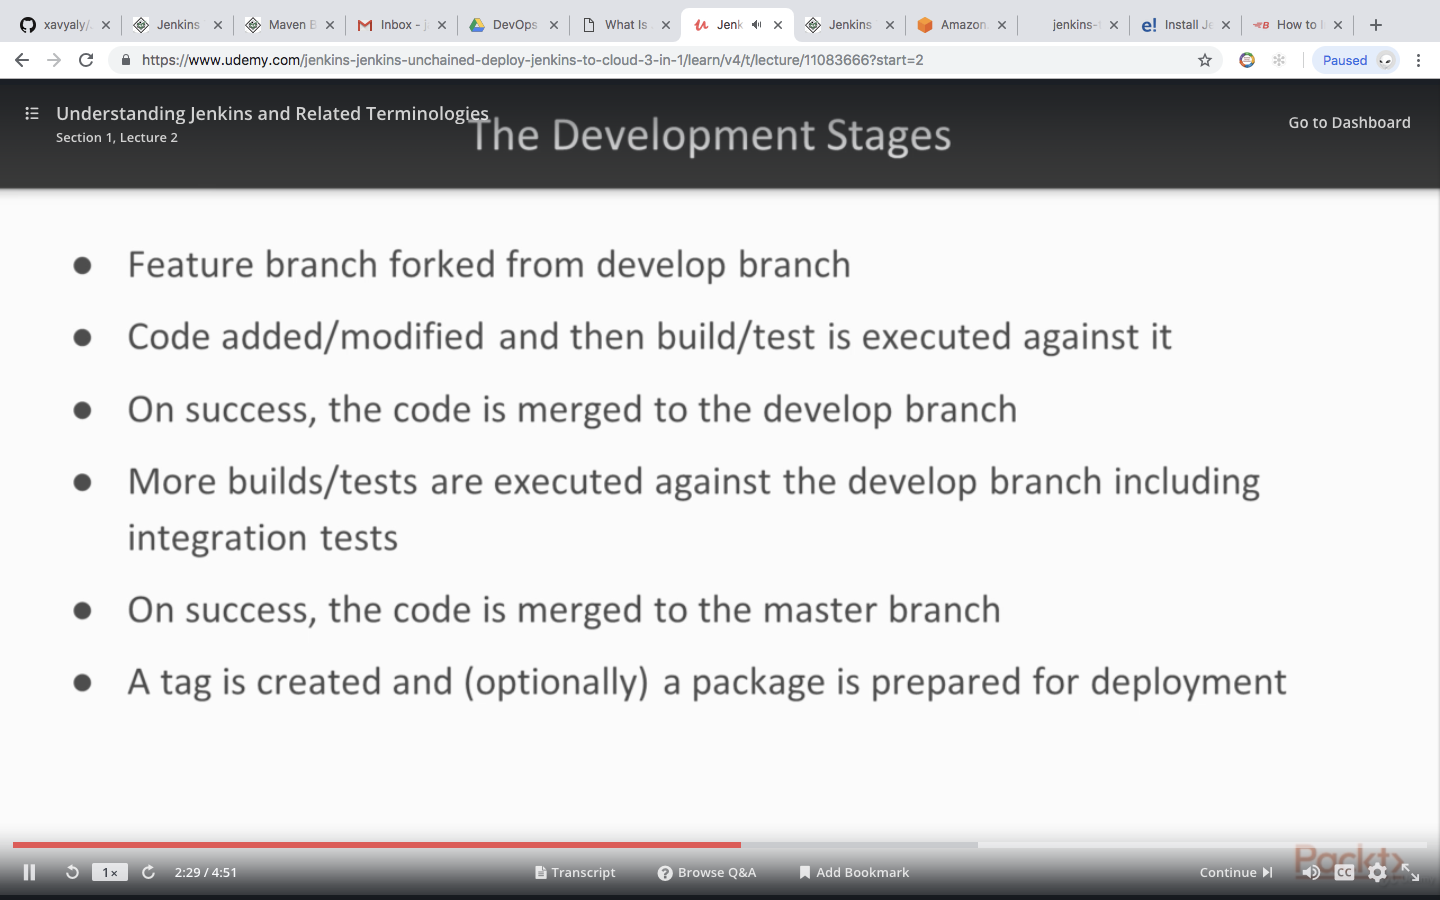 xavyaly/.
Jenkins
Maven B
Inbox - j
DevOps
What Is
Jenk
Jenkins
Amazon
jenkins-
Install Je
How to I
https://www.udemy.com/jenkins-jenkins-unchained-deploy-jenkins-to-cloud-3-in-1/learn/v4/t/lecture/11083666?start=2
Paused
Understanding Jenkins and Related Terminologies
Section 1, Lecture 2
The Development Stages
Go to Dashboard
● Feature branch forked from develop branch
● Code added/modified and then build/test is executed against it
● On success, the code is merged to the develop branch
● More builds/tests are executed against the develop branch including
integration tests
● On success, the code is merged to the master branch
● A tag is created and (optionally) a package is prepared for deployment
1x
2:29 / 4:51
Transcript
Browse Q&A
Add Bookmark
Continue
CC
Packt>